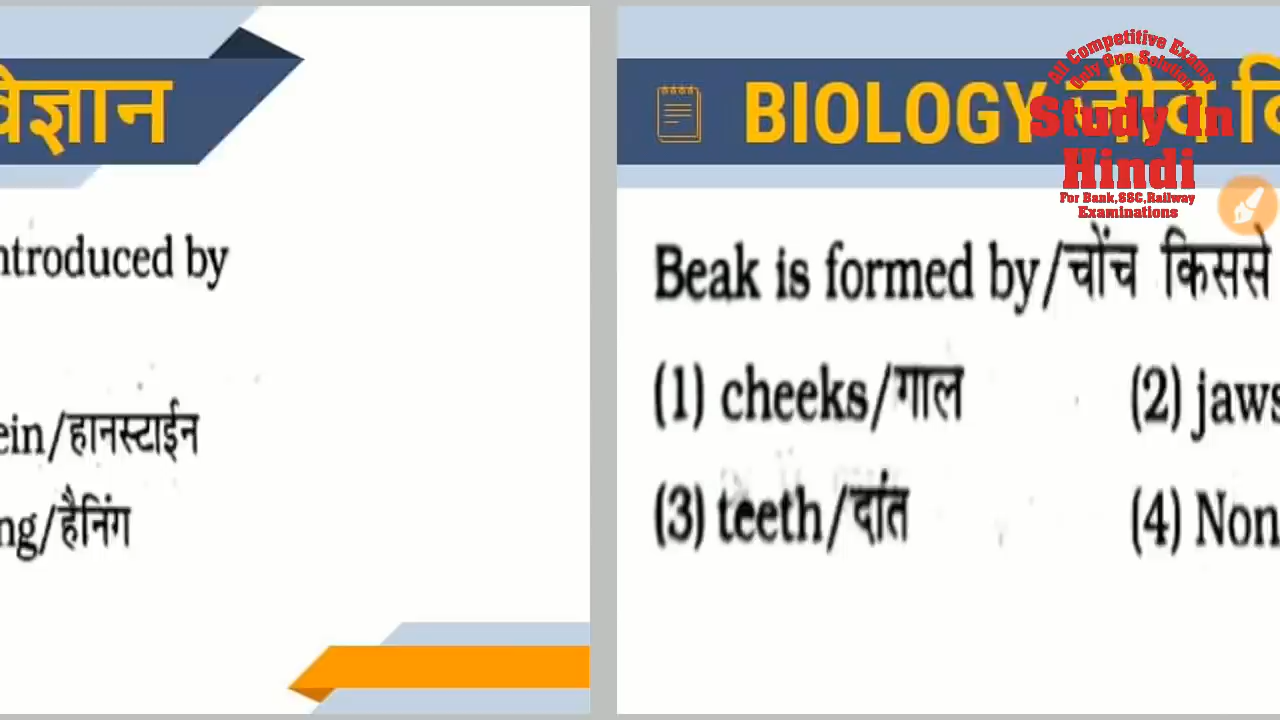 विज्ञान
ntroduced by
ein/हानस्टाईन
ng/हैनिंग
BIOLOGY जीव वि
All Competitive Exams
Only One Solution
Study In
Hindi
For Bank,SSC,Railway
Examinations
Beak is formed by/चोंच किससे
(1) cheeks/गाल (2) jaws
(3) teeth/दांत (4) Non